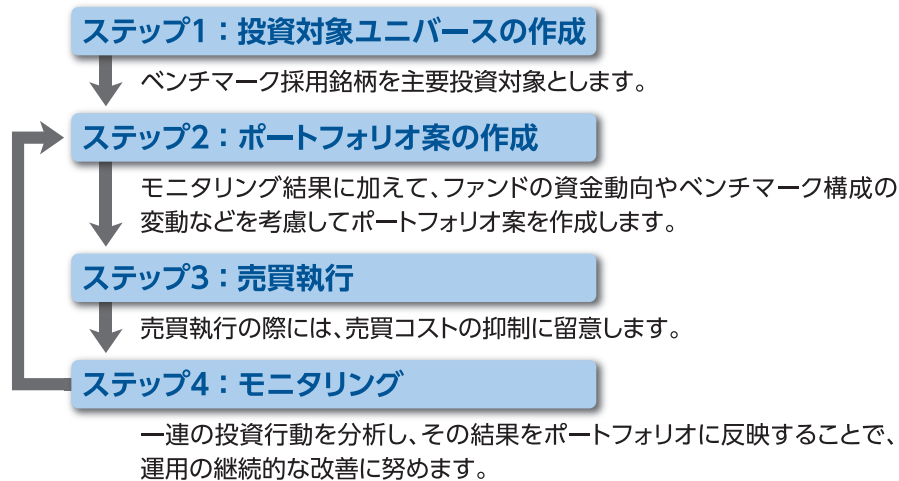 ステップ1：投資対象ユニバースの作成
ベンチマーク採用銘柄を主要投資対象とします。
ステップ2：ポートフォリオ案の作成
モニタリング結果に加えて、ファンドの資金動向やベンチマーク構成の
変動などを考慮してポートフォリオ案を作成します。
ステップ3：売買執行
売買執行の際には、売買コストの抑制に留意します。
ステップ4：モニタリング
一連の投資行動を分析し、その結果をポートフォリオに反映することで、
運用の継続的な改善に努めます。